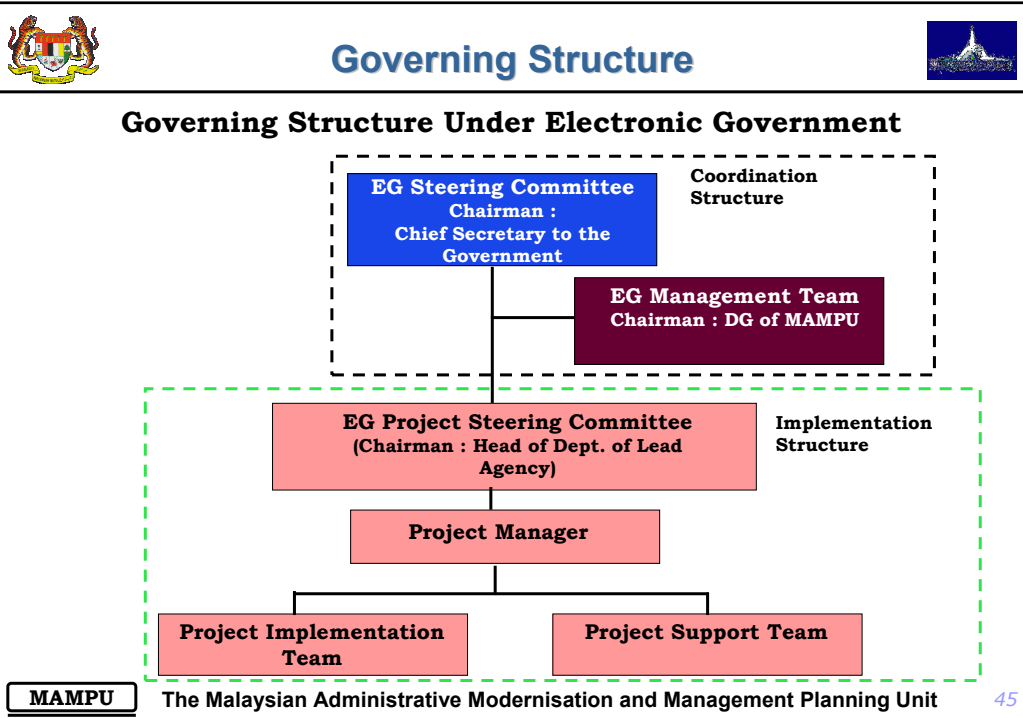 Governing Structure
Governing Structure Under Electronic Government
EG Steering Committee
Chairman :
Chief Secretary to the
Government
Coordination
Structure
EG Management Team
Chairman : DG of MAMPU
EG Project Steering Committee
(Chairman : Head of Dept. of Lead
Agency)
Implementation
Structure
Project Manager
Project Implementation
Team
Project Support Team
MAMPU
The Malaysian Administrative Modernisation and Management Planning Unit
45